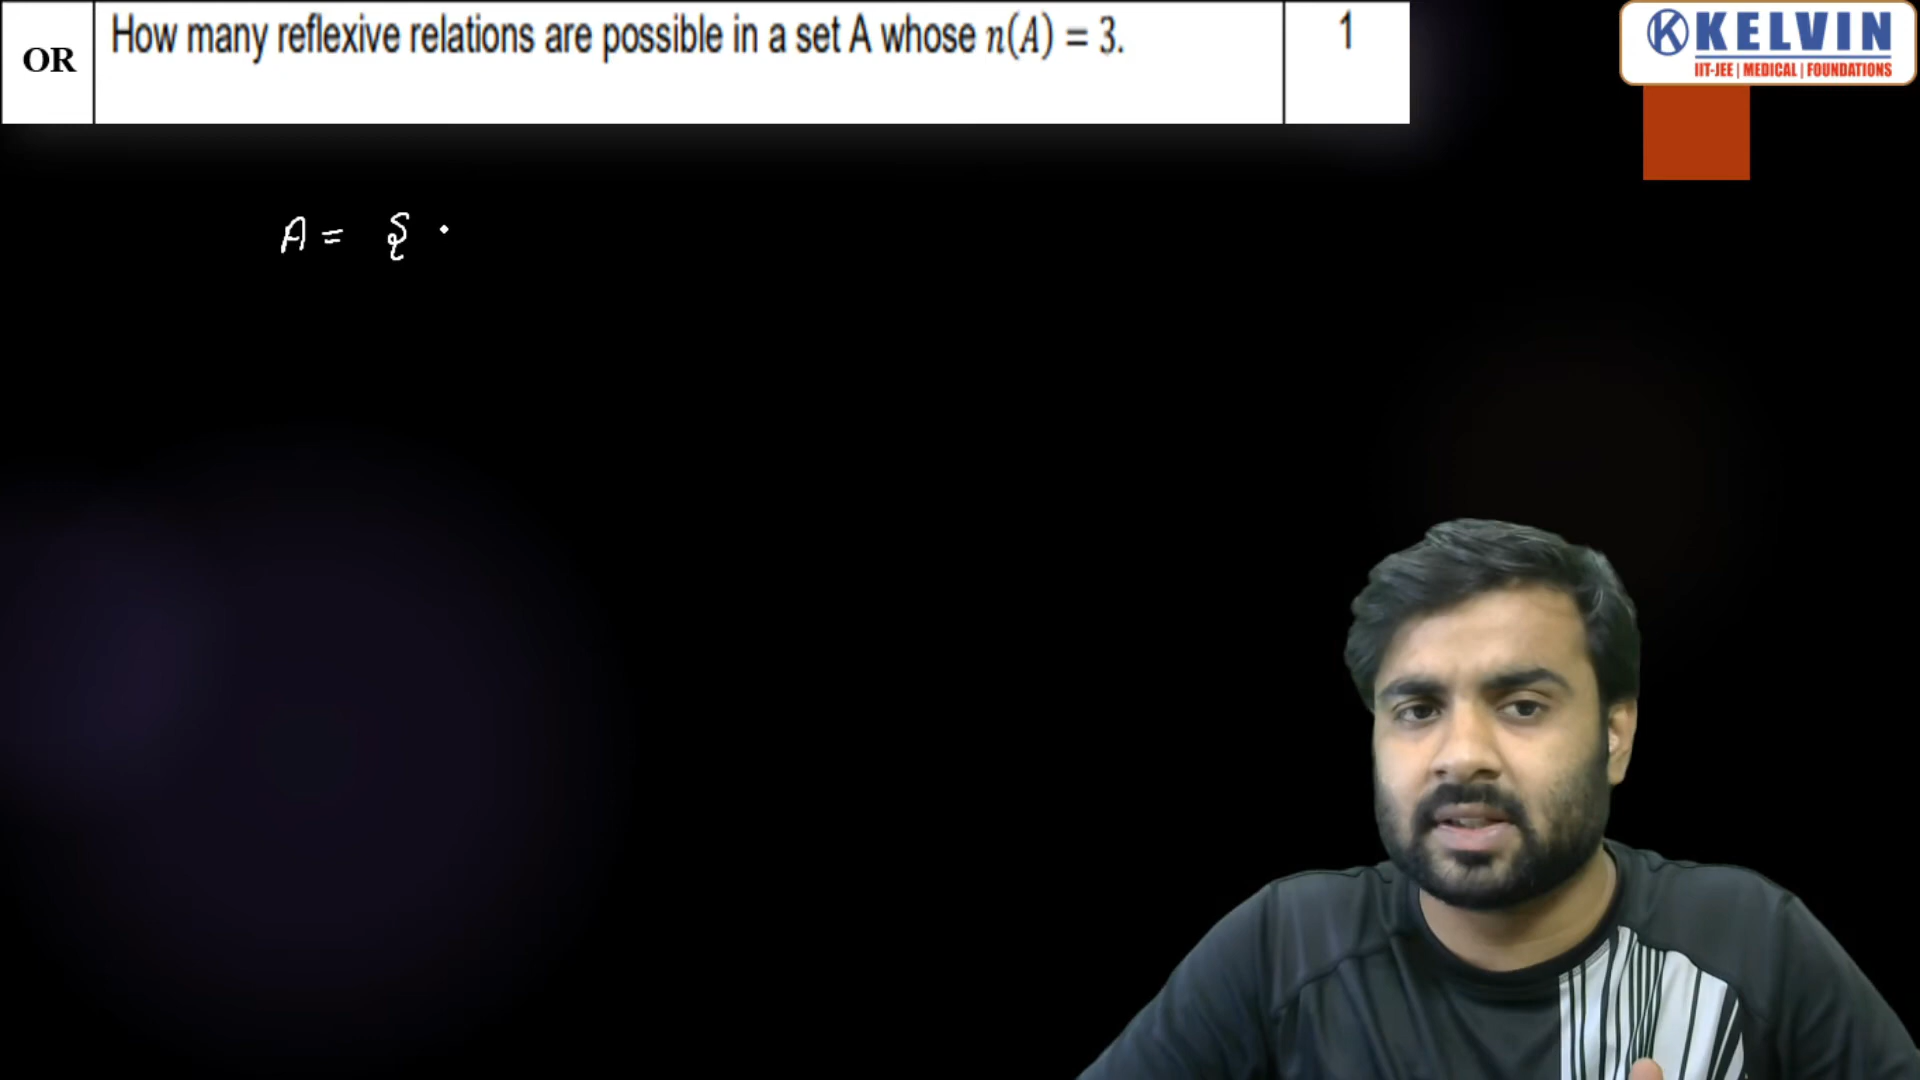 OR
How many reflexive relations are possible in a set A whose n(A) = 3.
1
KELVIN
IIT-JEE | MEDICAL | FOUNDATIONS
A = {